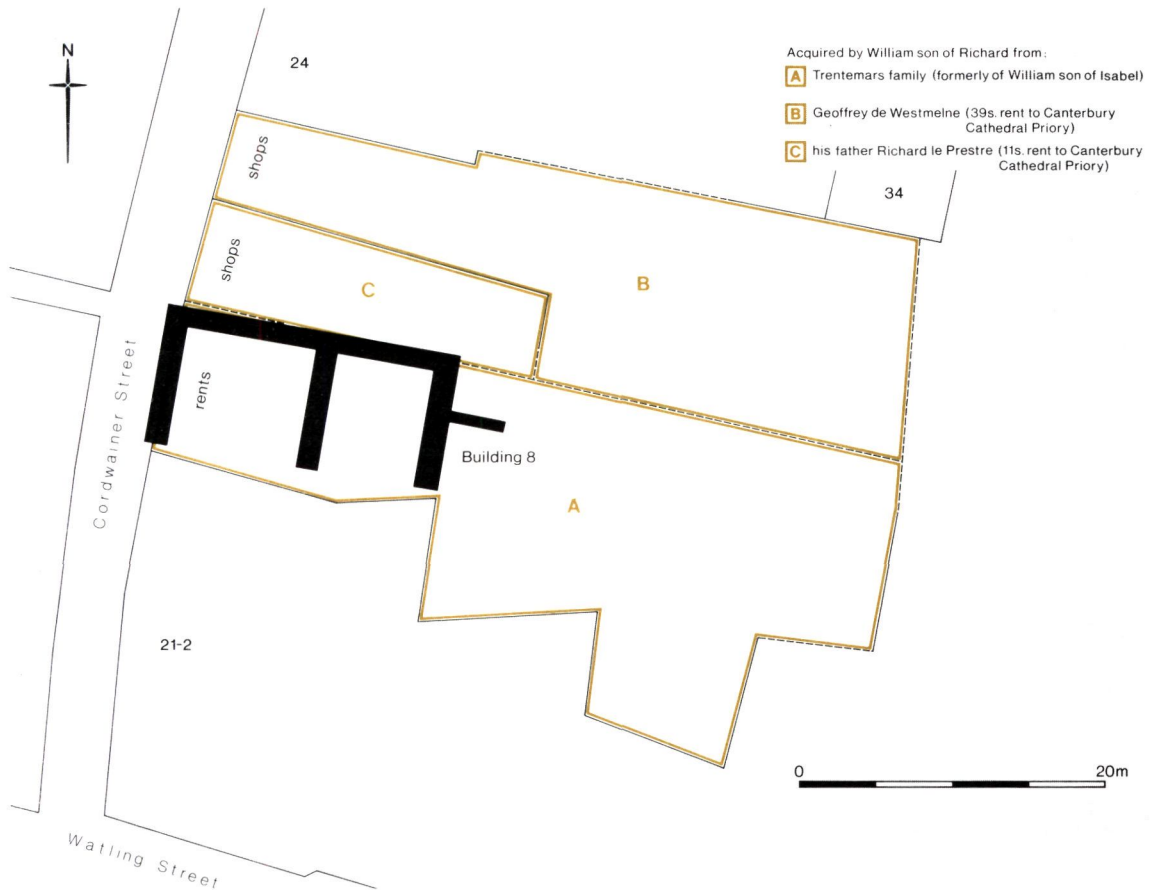 N
24
Acquired by William son of Richard from:
A Trentemars family (formerly of William son of Isabel)
B Geoffrey de Westmelne (39s. rent to Canterbury
Cathedral Priory)
C his father Richard le Prestre (11s. rent to Canterbury
Cathedral Priory)
34
shops
shops
B
C
rents
Cordwainer Street
Building 8
A
21-2
0 20m
Watling Street